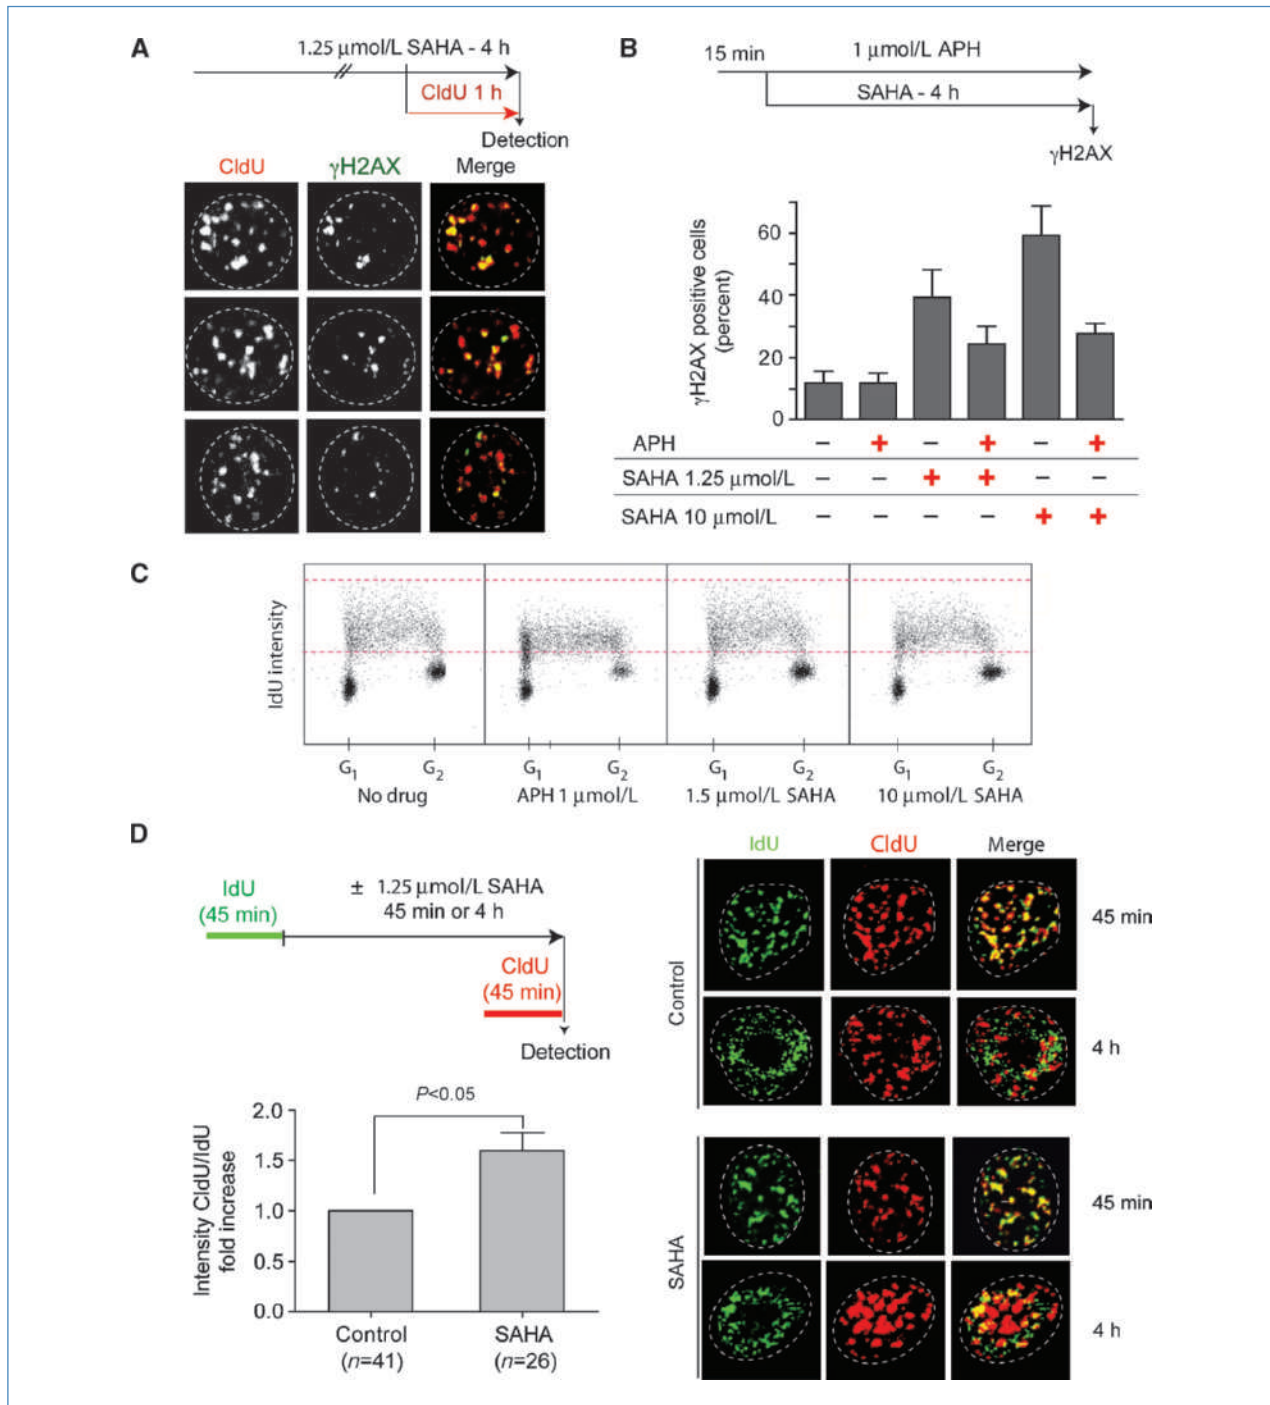 A
1.25 μmol/L SAHA - 4 h
CldU 1 h
Detection
CldU
γH2AX
Merge
B
15 min
1 μmol/L APH
SAHA - 4 h
γH2AX
γH2AX positive cells
(percent)
60
40
20
0
APH − + − + − +
SAHA 1.25 μmol/L − − + + − −
SAHA 10 μmol/L − − − − + +
C
IdU intensity
G1 G2 G1 G2 G1 G2 G1 G2
No drug
APH 1 μmol/L
1.5 μmol/L SAHA
10 μmol/L SAHA
D
IdU
(45 min)
± 1.25 μmol/L SAHA
45 min or 4 h
CldU
(45 min)
Detection
P<0.05
Intensity CldU/IdU
fold increase
2.0
1.5
1.0
0.5
0.0
Control
(n=41)
SAHA
(n=26)
IdU
CldU
Merge
Control
45 min
4 h
SAHA
45 min
4 h